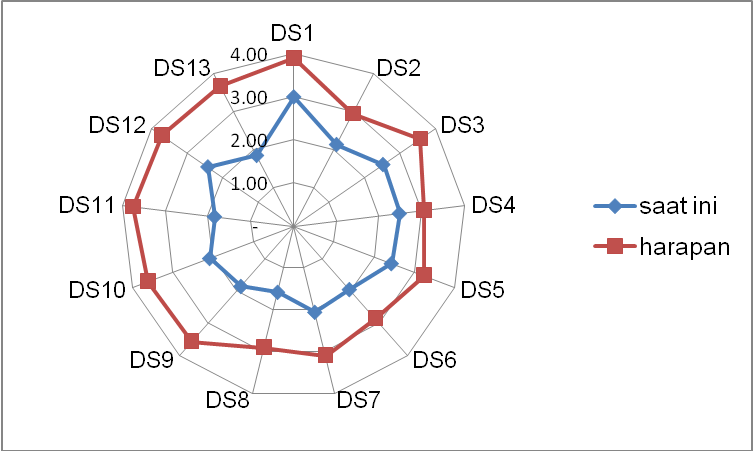 DS1
DS2
DS3
DS4
DS5
DS6
DS7
DS8
DS9
DS10
DS11
DS12
DS13
4.00
3.00
2.00
1.00
-
saat ini
harapan